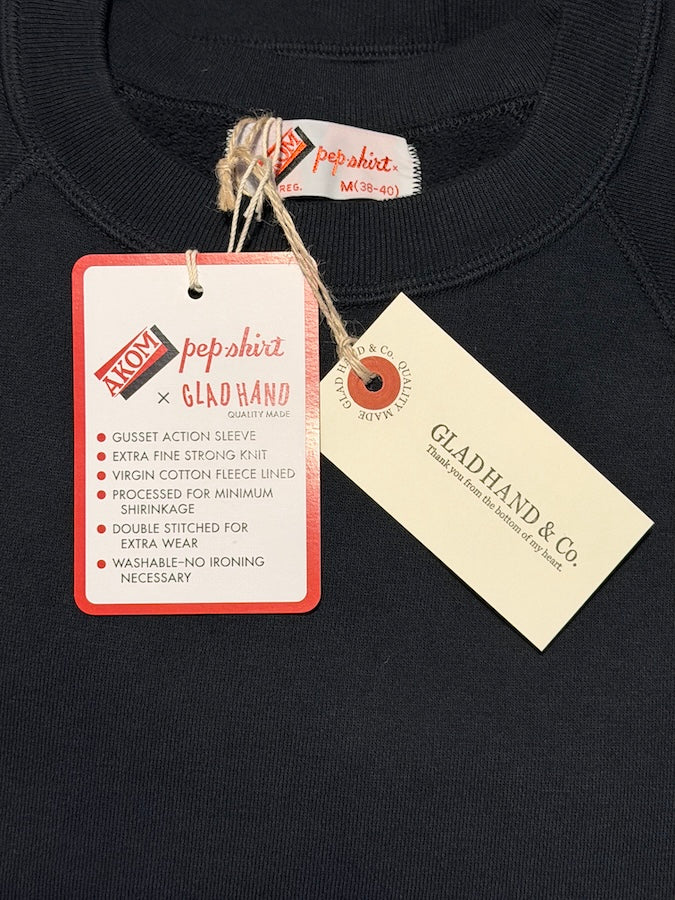 pep-shirt
REG. M(38-40)
AKOM pep-shirt
× GLAD HAND
QUALITY MADE
GUSSET ACTION SLEEVE
EXTRA FINE STRONG KNIT
VIRGIN COTTON FLEECE LINED
PROCESSED FOR MINIMUM
SHIRINKAGE
DOUBLE STITCHED FOR
EXTRA WEAR
WASHABLE–NO IRONING
NECESSARY
GLAD HAND & Co. QUALITY MADE
GLAD HAND & Co.
Thank you from the bottom of my heart.